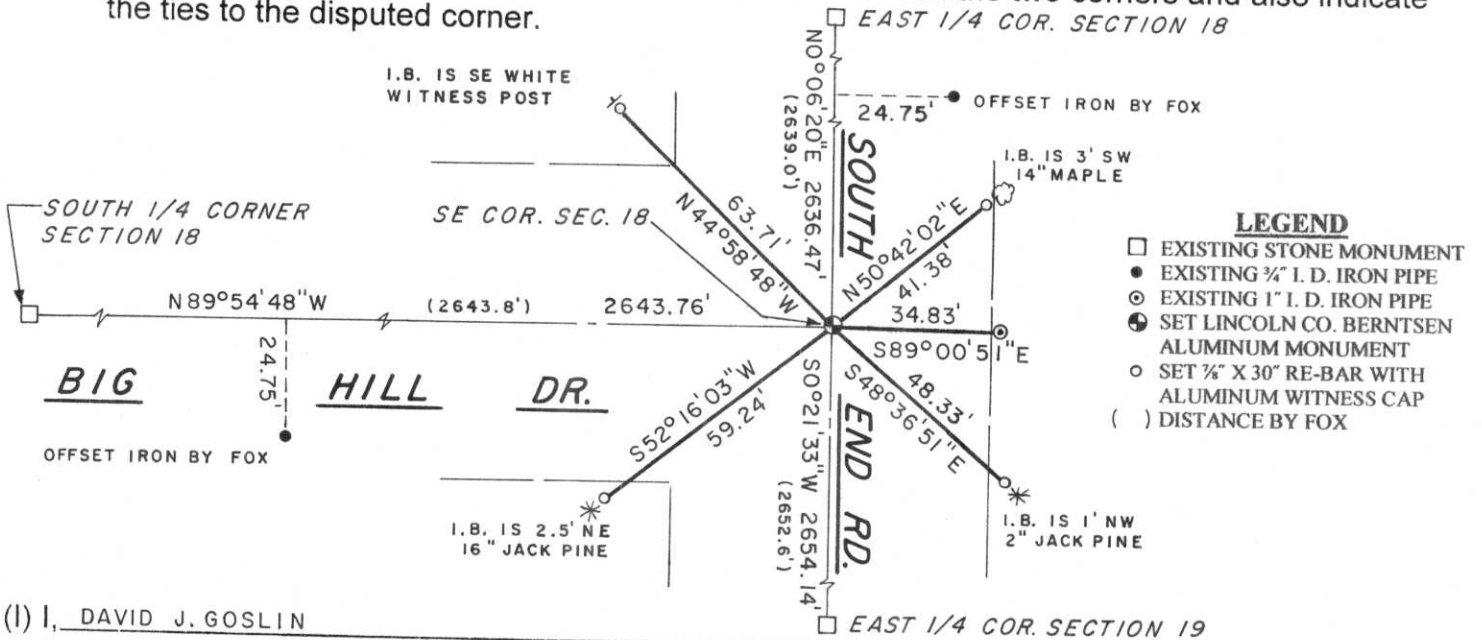 the two corners and also indicate
the ties to the disputed corner.
EAST 1/4 COR. SECTION 18
I.B. IS SE WHITE
WITNESS POST
N0°06'20"E 2636.47'
(2639.0')
24.75'
OFFSET IRON BY FOX
SOUTH
I.B. IS 3' SW
14" MAPLE
SOUTH 1/4 CORNER
SECTION 18
SE COR. SEC. 18
63.71'
N44°58'48"W
N50°42'02"E
41.38'
LEGEND
□ EXISTING STONE MONUMENT
● EXISTING ¾" I. D. IRON PIPE
EXISTING 1" I. D. IRON PIPE
SET LINCOLN CO. BERNTSEN
ALUMINUM MONUMENT
○ SET ⅞" X 30" RE-BAR WITH
ALUMINUM WITNESS CAP
( ) DISTANCE BY FOX
N89°54'48"W
(2643.8')
2643.76'
34.83'
S89°00'51"E
24.75'
BIG HILL DR.
S52°16'03"W
59.24'
S0°21'33"W 2654.14'
(2652.6')
END RD.
48.33'
S48°36'51"E
OFFSET IRON BY FOX
I.B. IS 2.5' NE
16" JACK PINE
I.B. IS 1' NW
2" JACK PINE
(I) I, DAVID J. GOSLIN
EAST 1/4 COR. SECTION 19